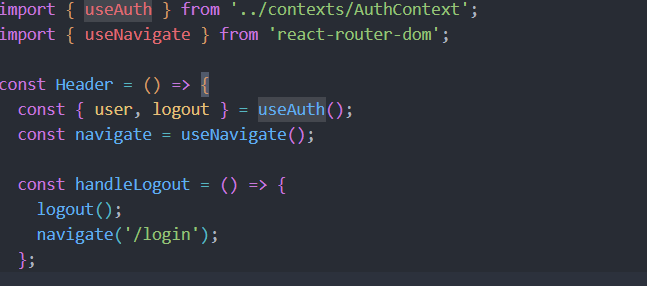 import { useAuth } from '../contexts/AuthContext';
import { useNavigate } from 'react-router-dom';
const Header = () => {
const { user, logout } = useAuth();
const navigate = useNavigate();
const handleLogout = () => {
logout();
navigate('/login');
};